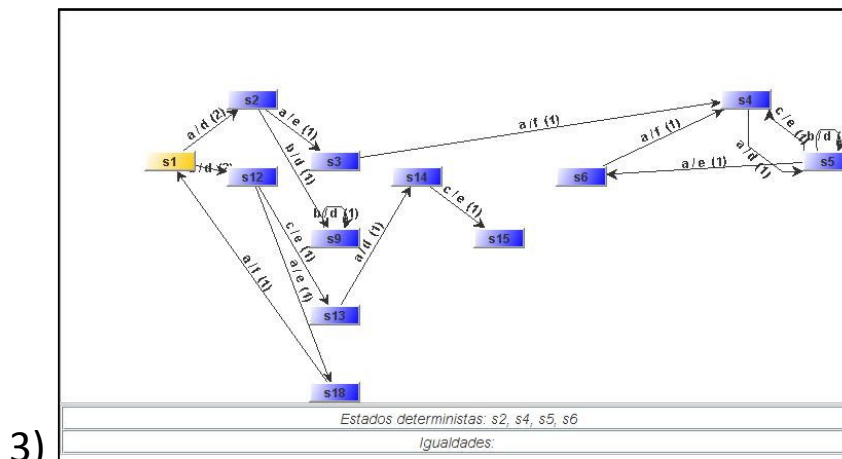 s2
s4
a/d (2)
a/e (1)
a/f (1)
a/f (1)
c/e
b/d (
s1
/d (2)
s12
b/d (1)
s3
s14
s6
a/e (1)
a/d (1)
s5
c/e (1)
b/d (1)
s9
s15
c/e (1)
a/e (1)
a/d (1)
a/f (1)
s13
s18
Estados deterministas: s2, s4, s5, s6
3)
Igualdades: